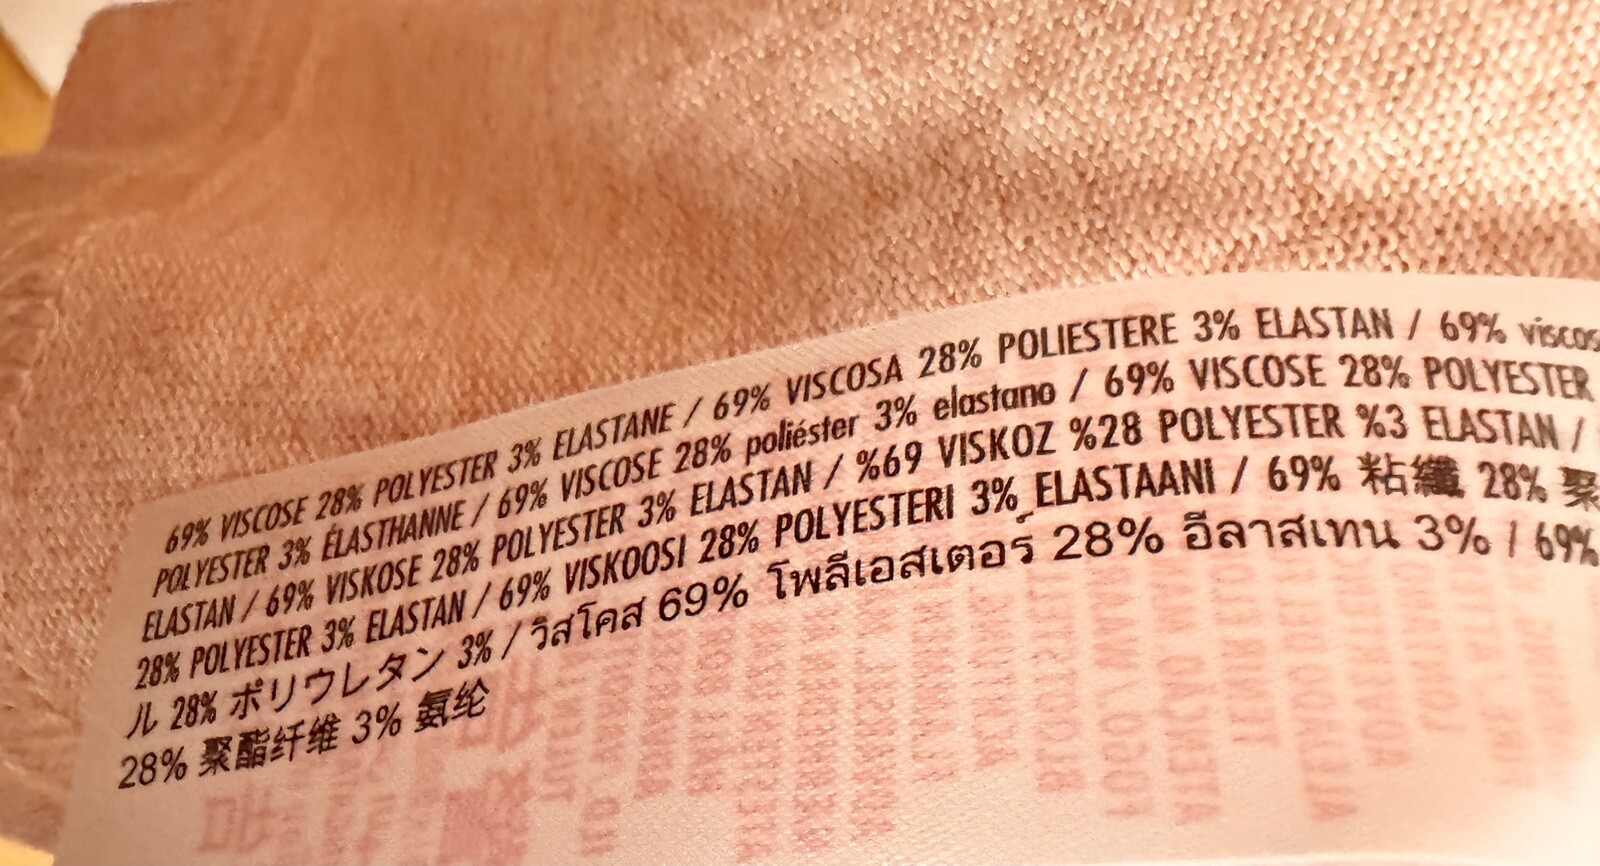 69% VISCOSE 28% POLYESTER 3% ELASTANE / 69% VISCOSA 28% POLIESTERE 3% ELASTAN / 69%
POLYESTER 3% ÉLASTHANNE / 69% VISCOSE 28% poliéster 3% elastano / 69% VISCOSE 28% POLYESTER
ELASTAN / 69% VISKOSE 28% POLYESTER 3% ELASTAN / %69 VISKOZ %28 POLYESTER %3 ELASTAN /
28% POLYESTER 3% ELASTAN / 69% VISKOOSI 28% POLYESTERI 3% ELASTAANI / 69% 粘纖 28% 聚
ル 28% ポリウレタン 3% / วิสโคส 69% โพลีเอสเตอร์ 28% อีลาสเทน 3% / 69%
28% 聚酯纤维 3% 氨纶